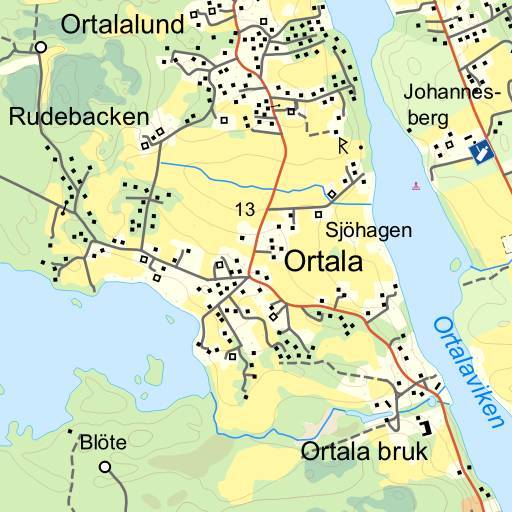 Ortalalund
Johannes-
berg
Rudebacken
R
13
Sjöhagen
Ortala
Ortalaviken
Blöte
Ortala bruk